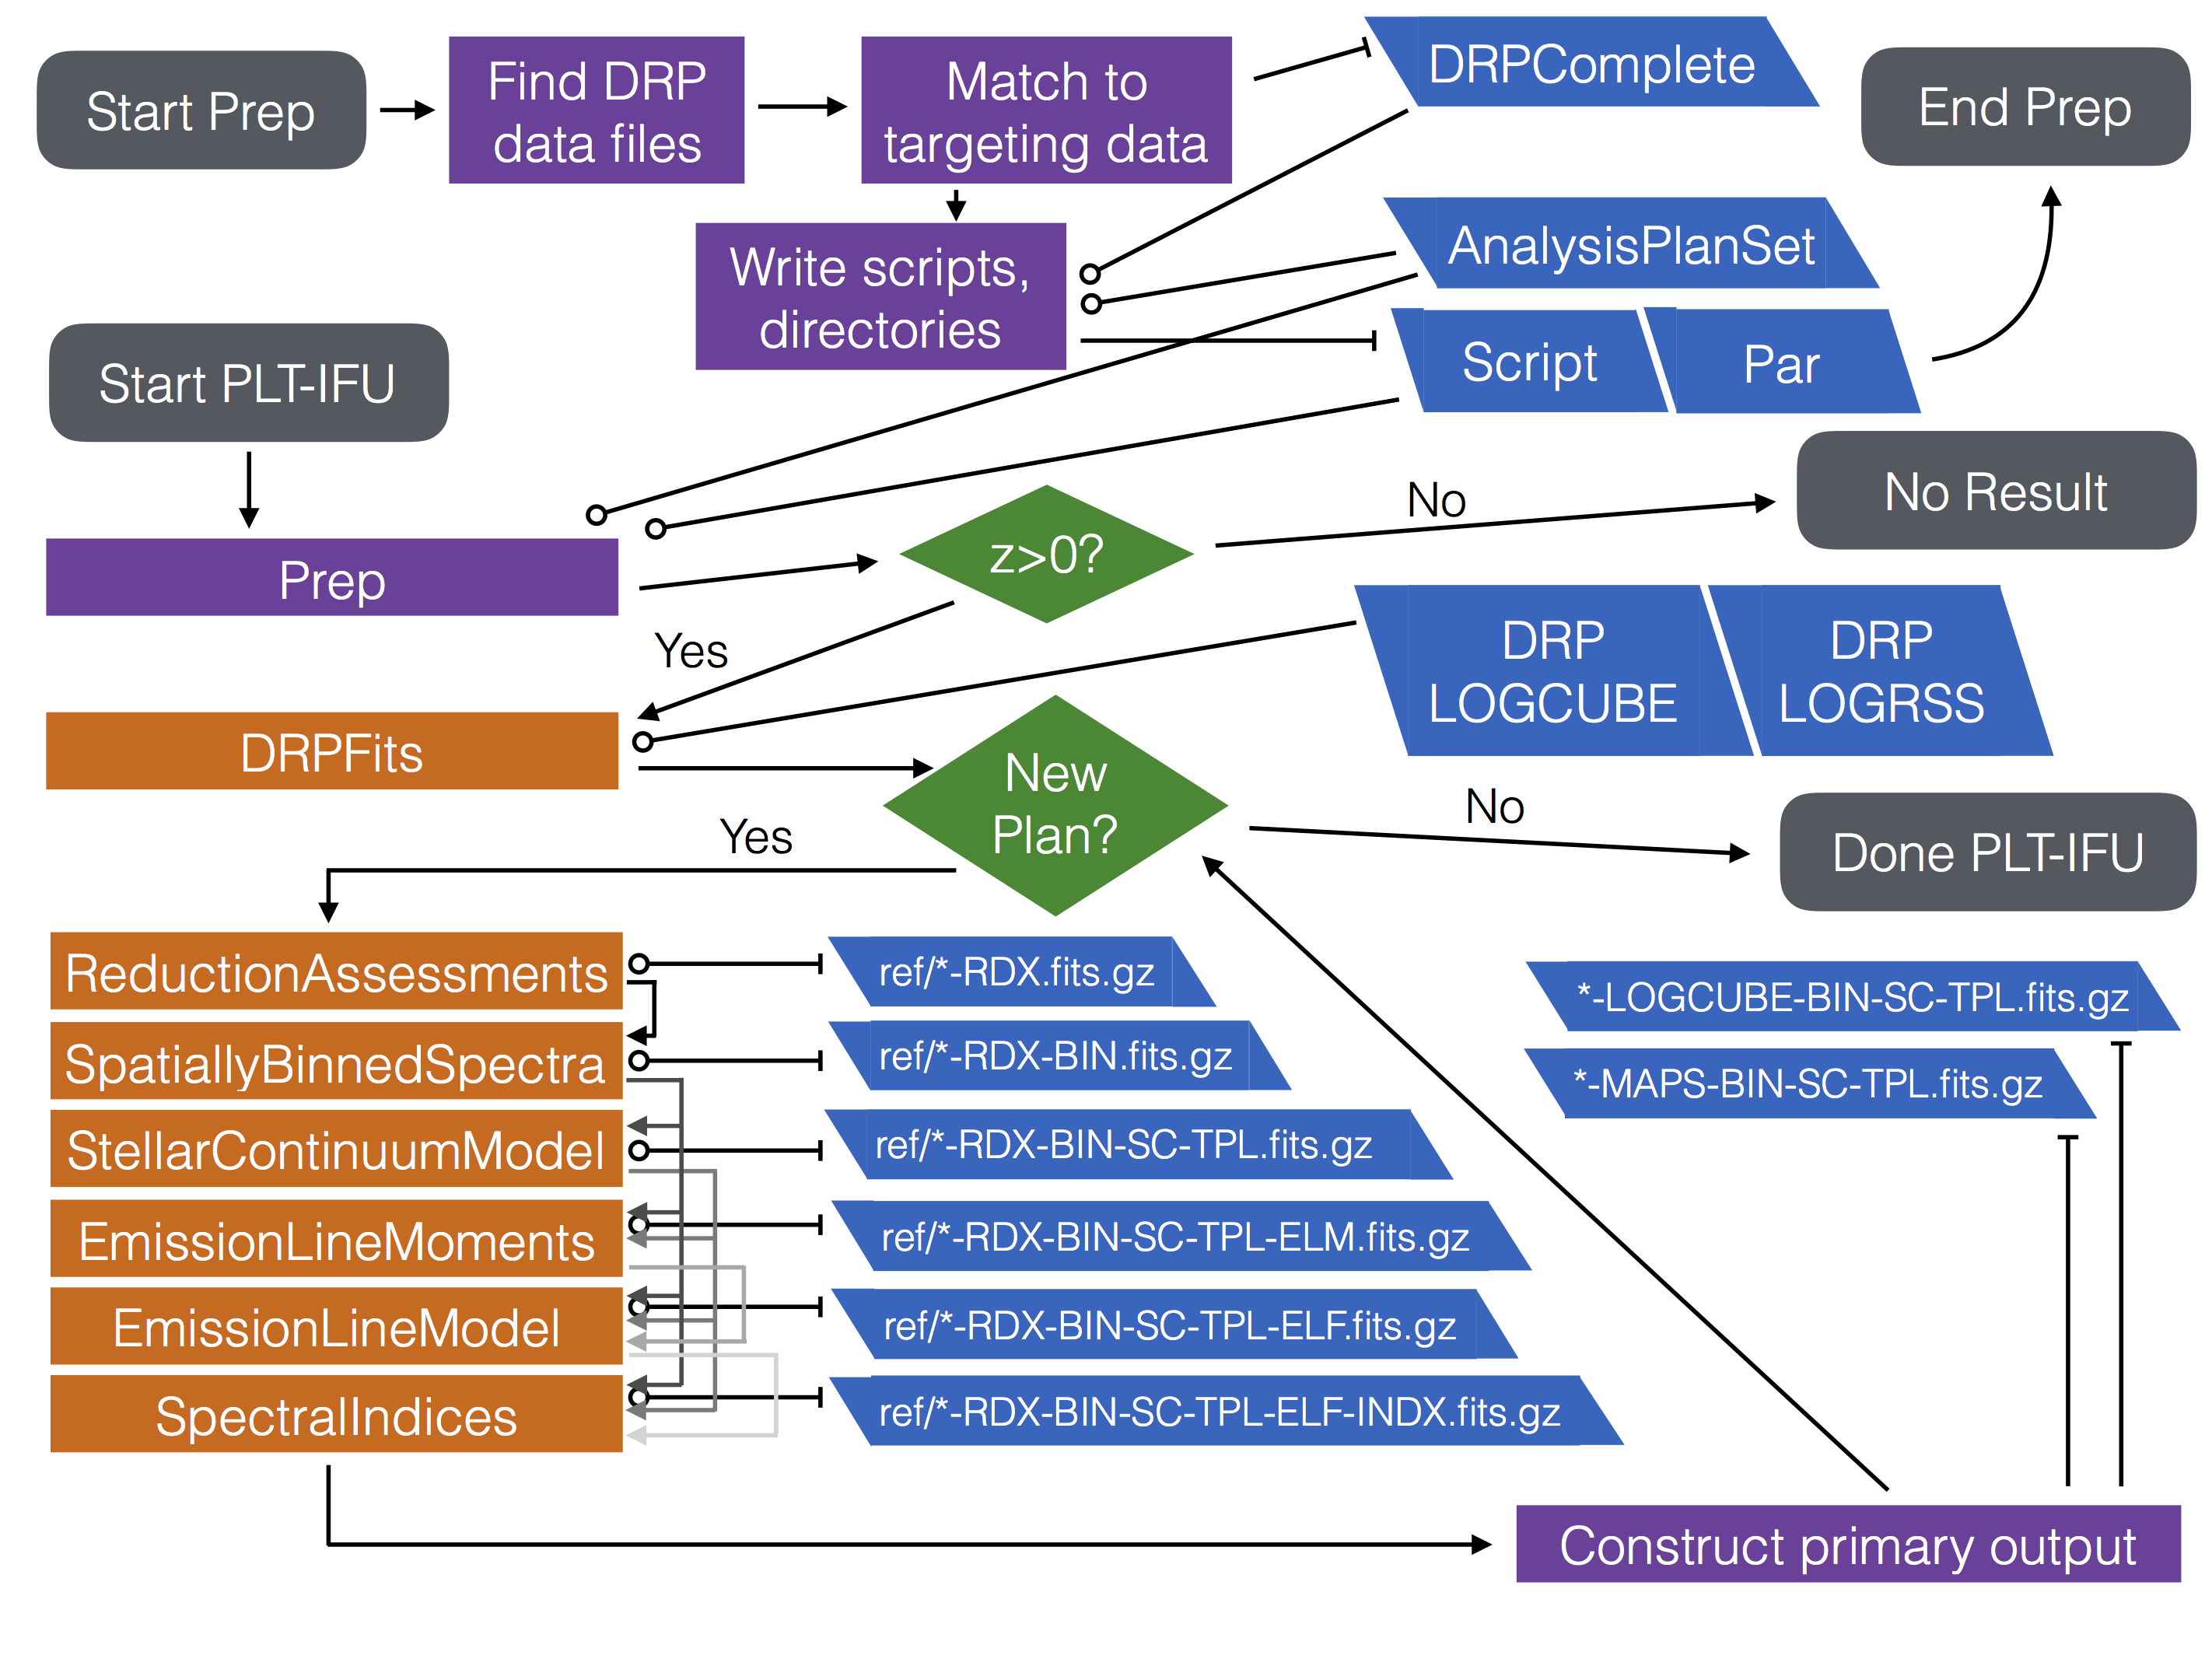 Start Prep
Find DRP
data files
Match to
targeting data
DRPComplete
End Prep
Write scripts,
directories
AnalysisPlanSet
Script
Par
Start PLT-IFU
No
No Result
Prep
z>0?
Yes
DRP
LOGCUBE
DRP
LOGRSS
DRPFits
New
Plan?
No
Done PLT-IFU
Yes
ReductionAssessments
ref/*-RDX.fits.gz
*-LOGCUBE-BIN-SC-TPL.fits.gz
SpatiallyBinnedSpectra
ref/*-RDX-BIN.fits.gz
*-MAPS-BIN-SC-TPL.fits.gz
StellarContinuumModel
ref/*-RDX-BIN-SC-TPL.fits.gz
EmissionLineMoments
ref/*-RDX-BIN-SC-TPL-ELM.fits.gz
EmissionLineModel
ref/*-RDX-BIN-SC-TPL-ELF.fits.gz
SpectralIndices
ref/*-RDX-BIN-SC-TPL-ELF-INDX.fits.gz
Construct primary output